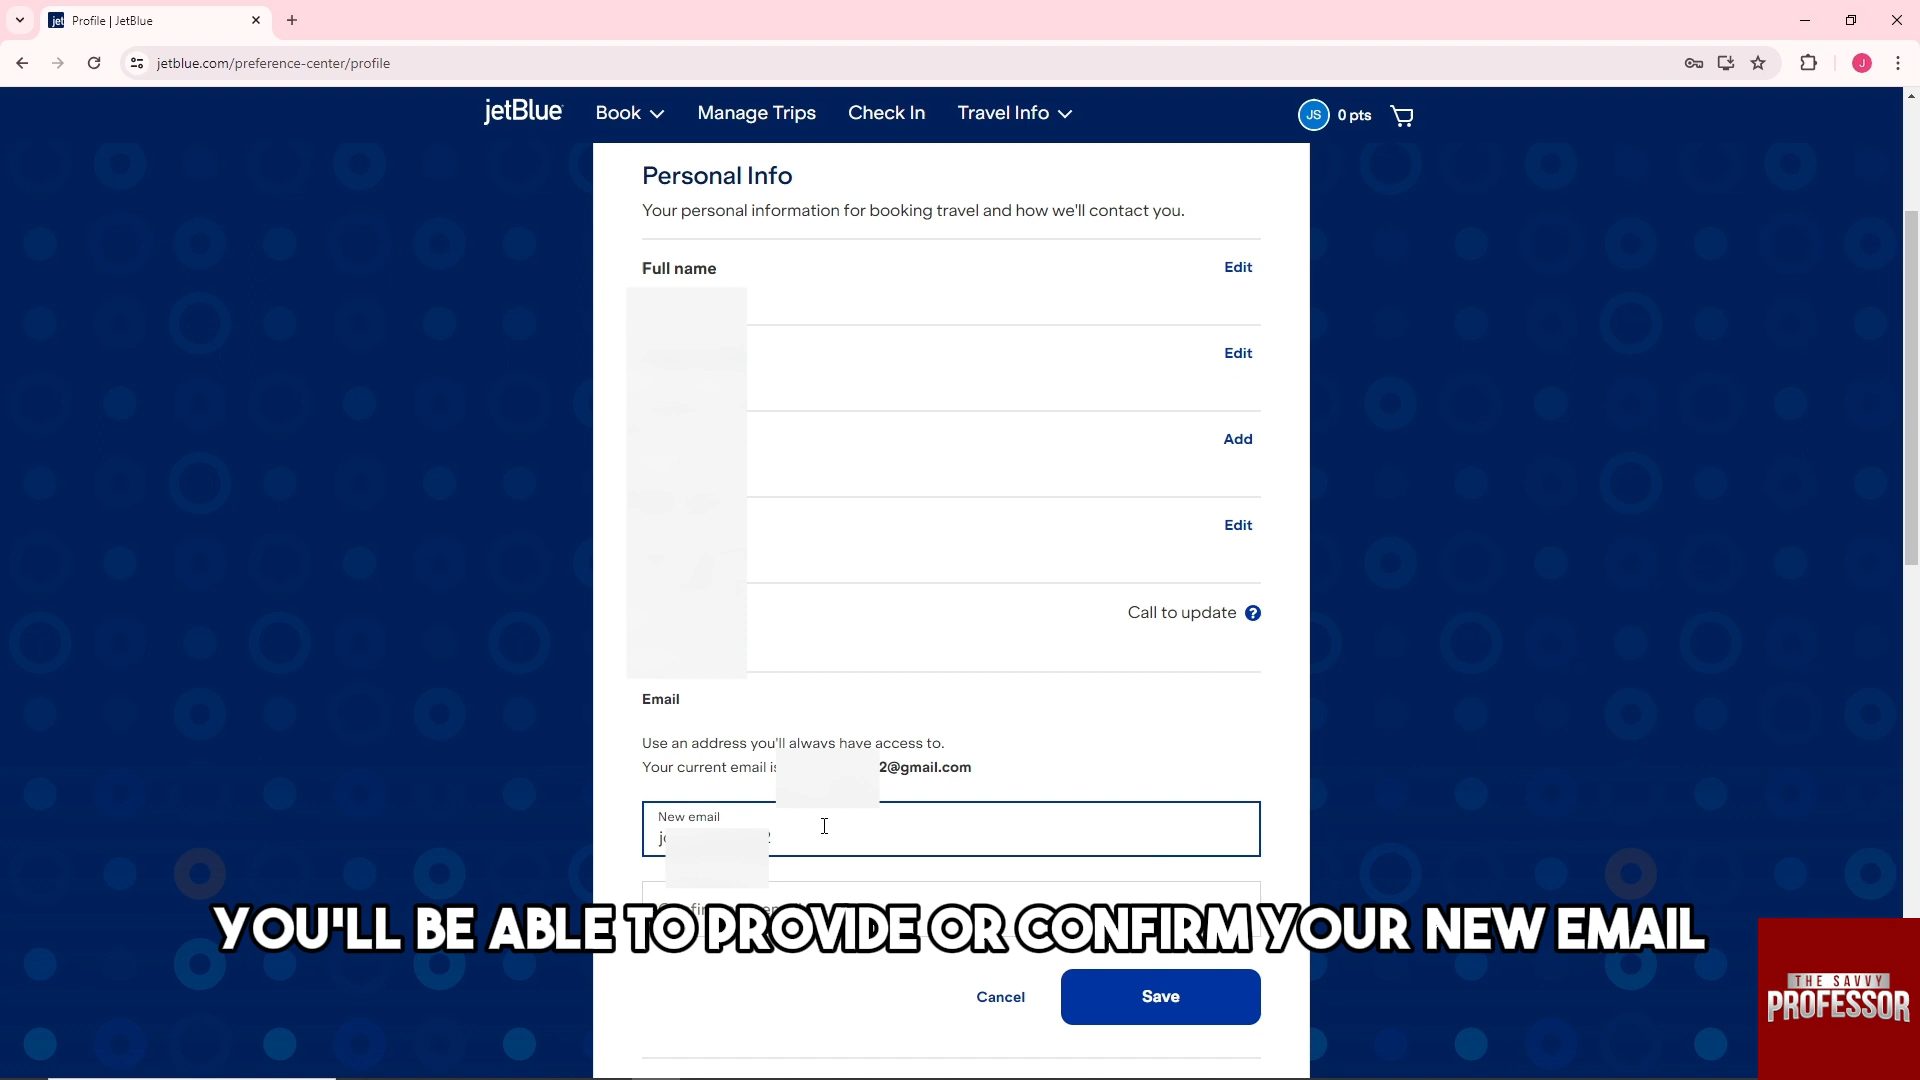 Profile | JetBlue
jetblue.com/preference-center/profile
J
jetBlue Book Manage Trips Check In Travel Info JS 0 pts
Personal Info
Your personal information for booking travel and how we'll contact you.
Full name Edit
Edit
Add
Edit
Call to update ?
Email
Use an address you'll always have access to.
Your current email is 2@gmail.com
New email
YOU'LL BE ABLE TO PROVIDE OR CONFIRM YOUR NEW EMAIL
Cancel Save
THE SAVVY
PROFESSOR